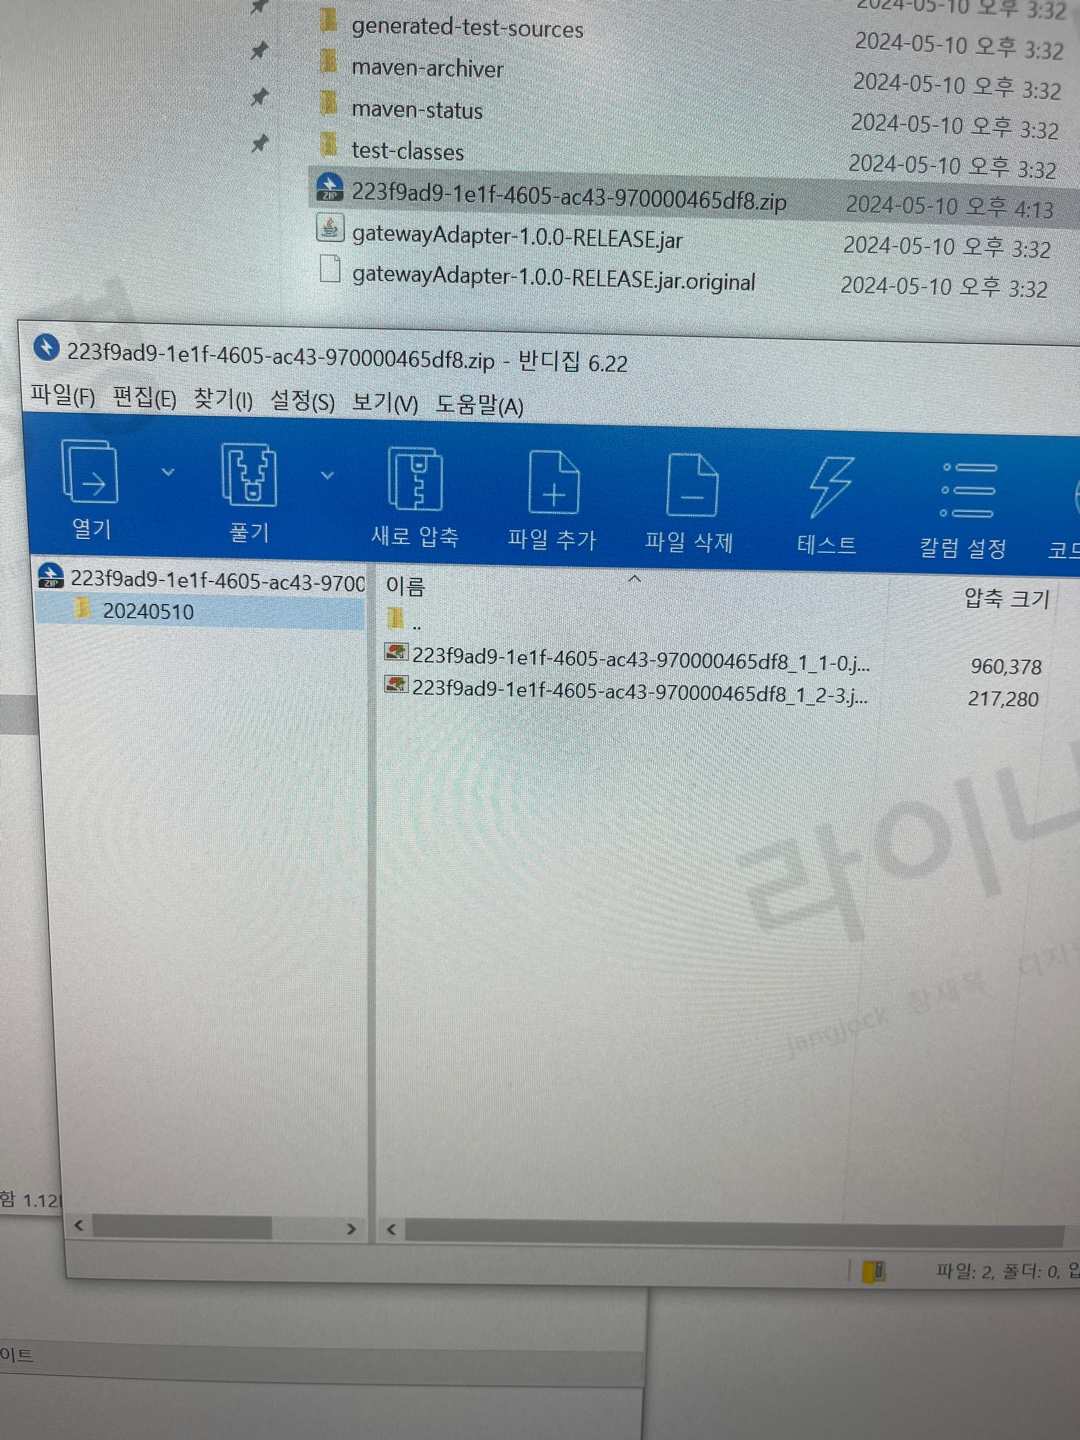 2024-05-10 오후 3:32
generated-test-sources 2024-05-10 오후 3:32
maven-archiver 2024-05-10 오후 3:32
maven-status 2024-05-10 오후 3:32
test-classes 2024-05-10 오후 3:32
223f9ad9-1e1f-4605-ac43-970000465df8.zip 2024-05-10 오후 4:13
gatewayAdapter-1.0.0-RELEASE.jar 2024-05-10 오후 3:32
gatewayAdapter-1.0.0-RELEASE.jar.original 2024-05-10 오후 3:32
223f9ad9-1e1f-4605-ac43-970000465df8.zip - 반디집 6.22
파일(F) 편집(E) 찾기(I) 설정(S) 보기(V) 도움말(A)
열기 풀기 새로 압축 파일 추가 파일 삭제 테스트 칼럼 설정 코드
223f9ad9-1e1f-4605-ac43-9700 이름 압축 크기
20240510 ..
223f9ad9-1e1f-4605-ac43-970000465df8_1_1-0.j... 960,378
223f9ad9-1e1f-4605-ac43-970000465df8_1_2-3.j... 217,280
라이나
jangjock 장재욱 디지
함 1.12
파일: 2, 폴더: 0, 압
이트